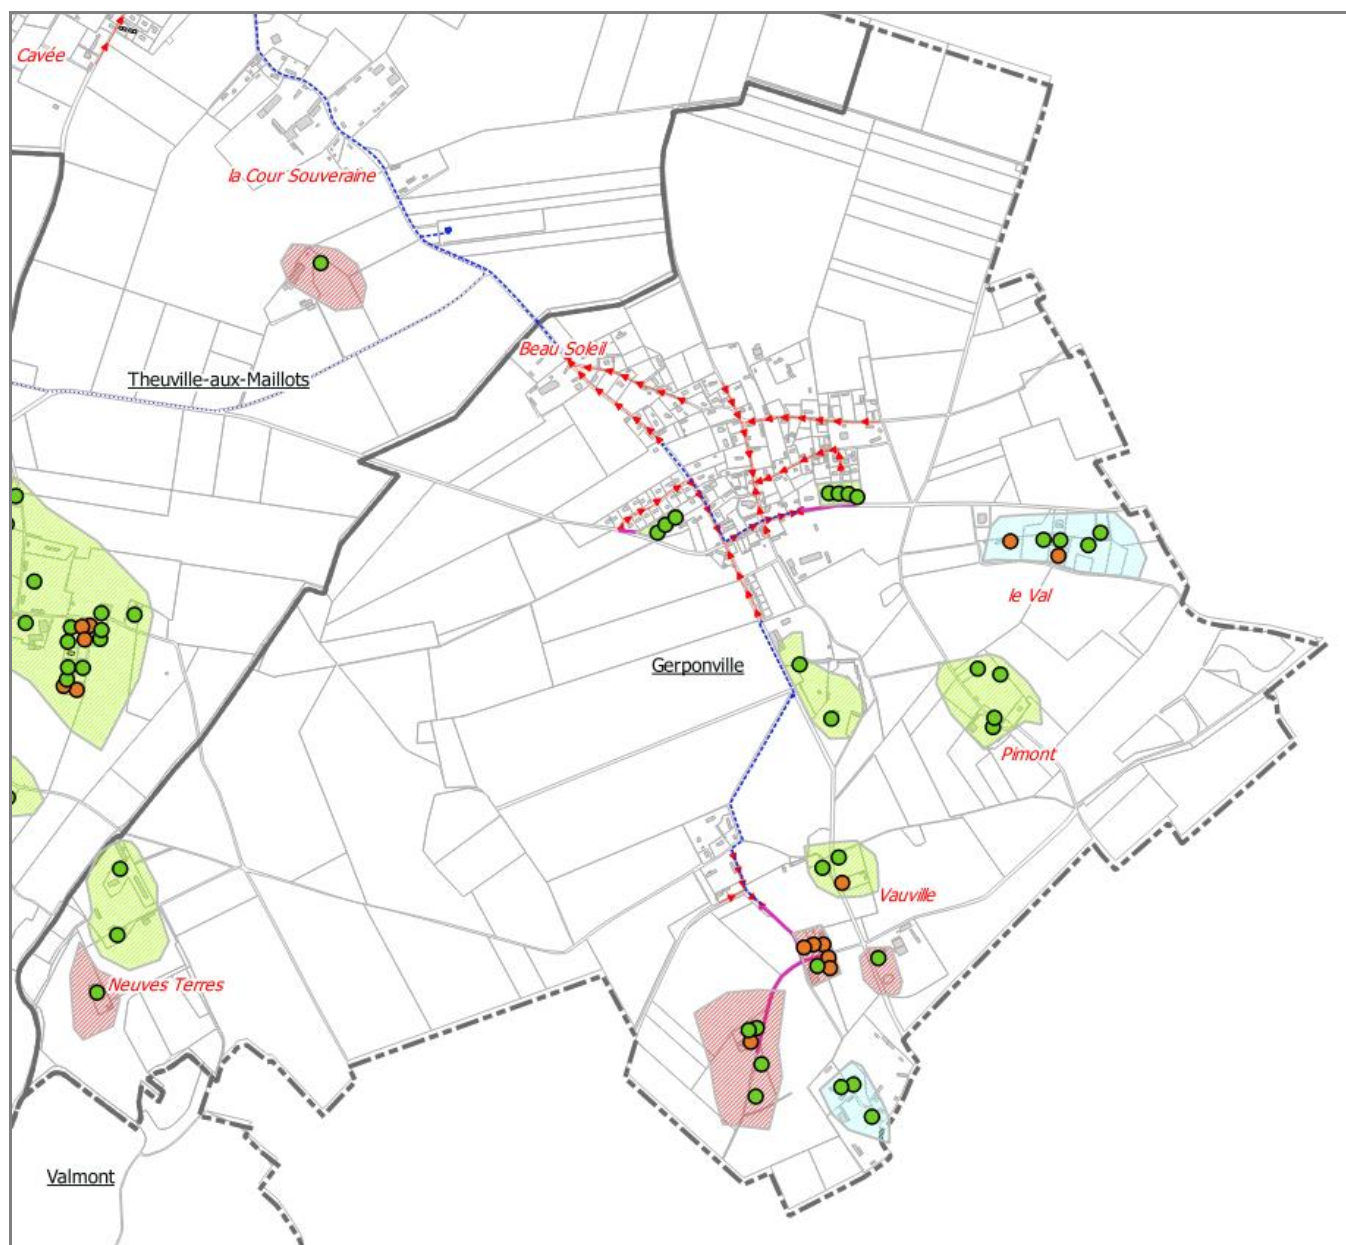 Cavée
la Cour Souveraine
Beau Soleil
Theuville-aux-Maillots
le Val
Gerponville
Pimont
Vauville
Neuves Terres
Valmont